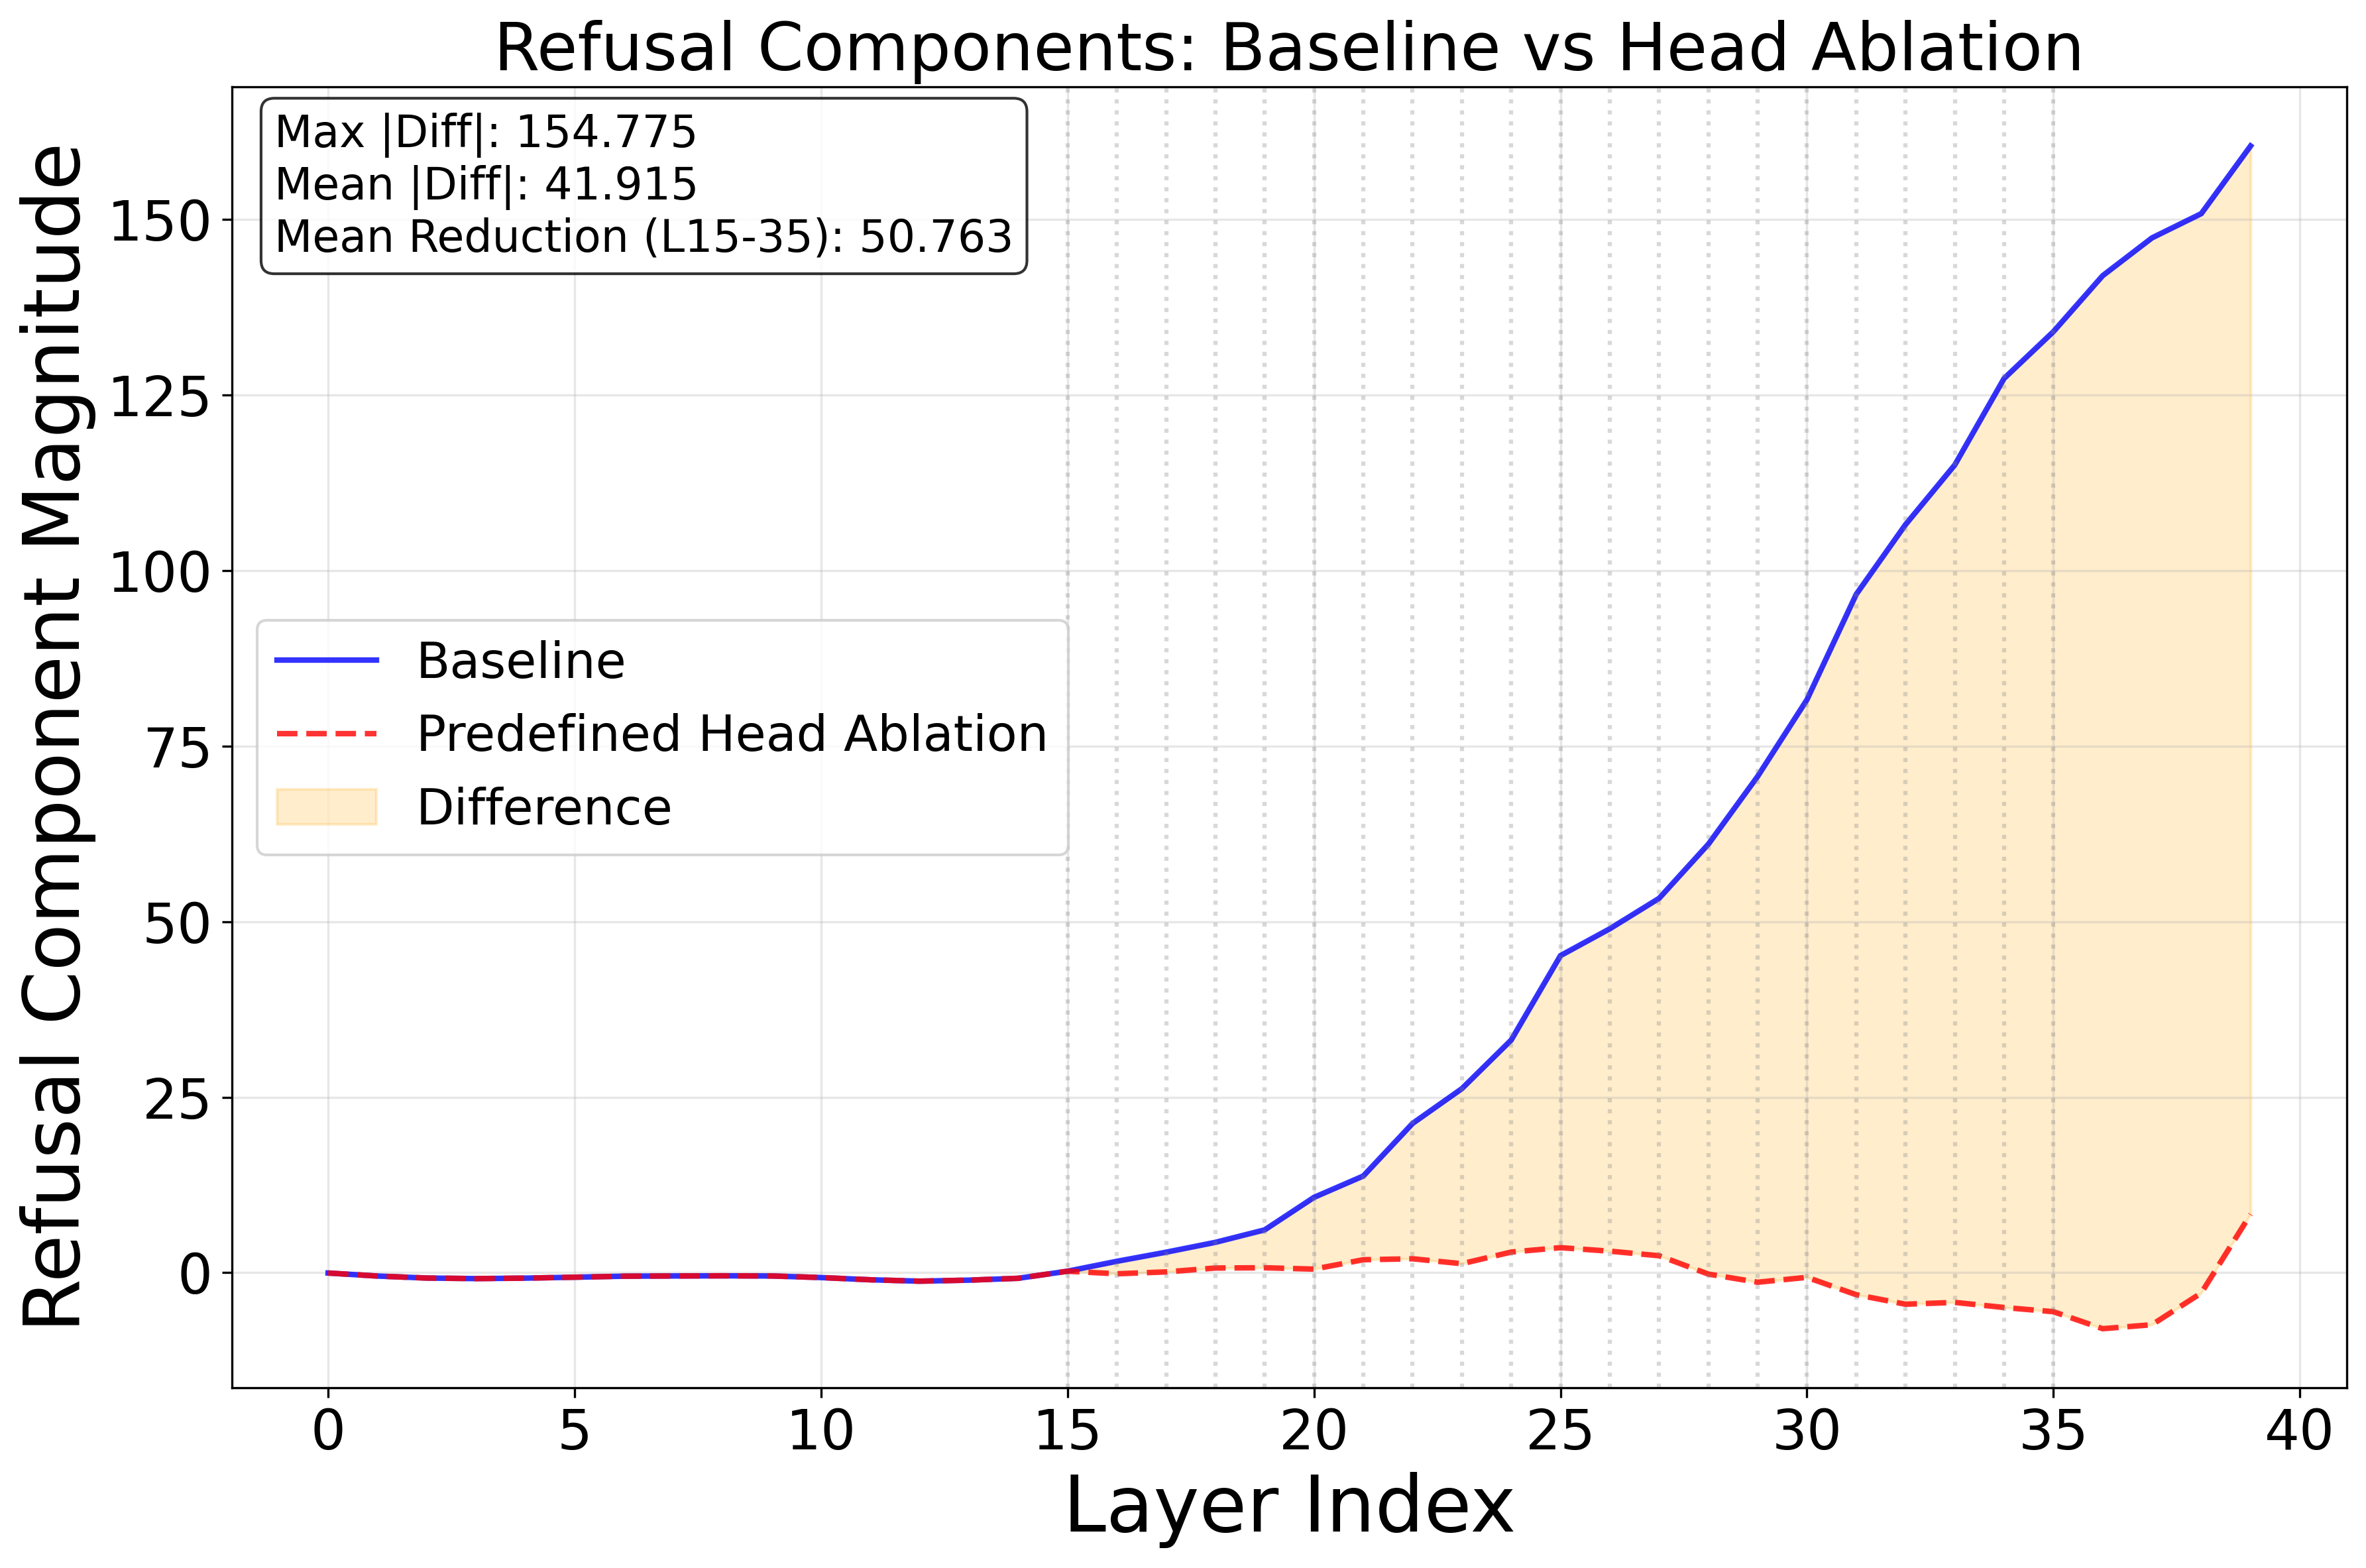 Refusal Components: Baseline vs Head Ablation
Max |Diff|: 154.775
Mean |Diff|: 41.915
Mean Reduction (L15-35): 50.763
Refusal Component Magnitude
150
125
100
75
50
25
0
Baseline
Predefined Head Ablation
Difference
0 5 10 15 20 25 30 35 40
Layer Index